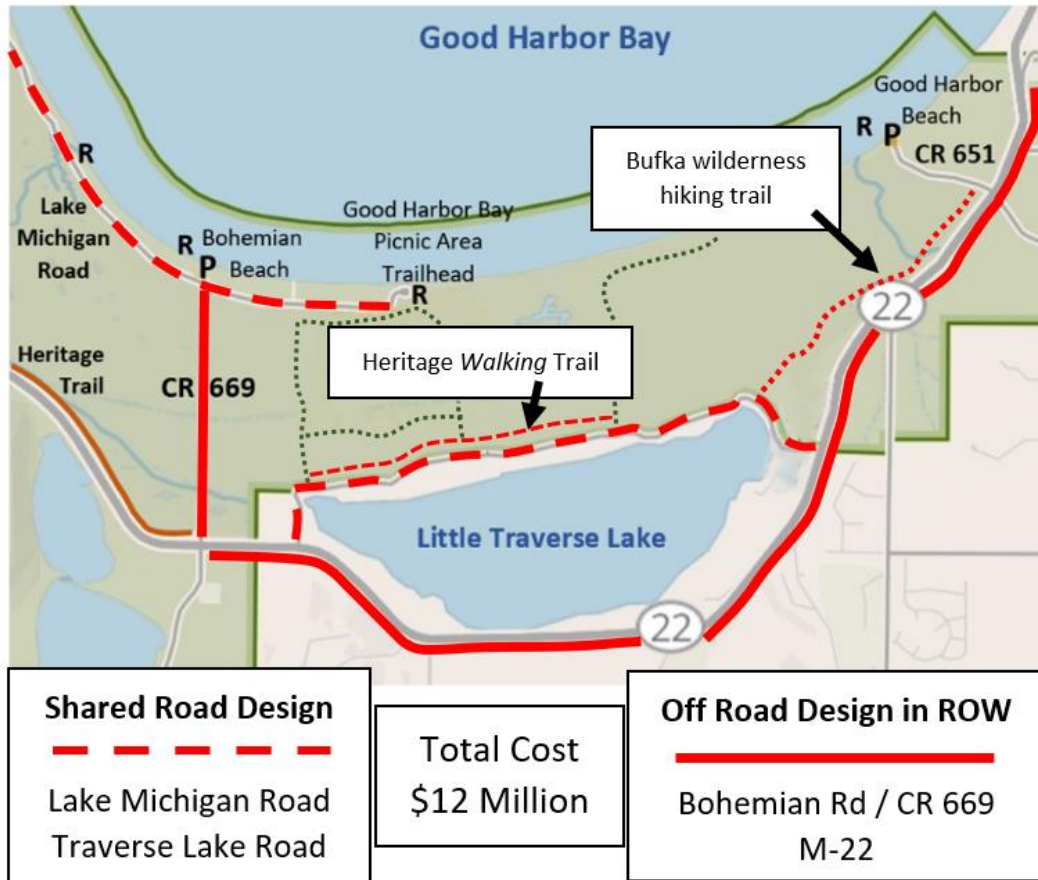 Good Harbor Bay
Good Harbor
Beach
R P
CR 651
Bufka wilderness
hiking trail
R
Lake
Michigan
Road
R
P
Bohemian
Beach
Good Harbor Bay
Picnic Area
Trailhead
R
22
Heritage Walking Trail
Heritage
Trail
CR 669
Little Traverse Lake
22
Shared Road Design
Lake Michigan Road
Traverse Lake Road
Total Cost
$12 Million
Off Road Design in ROW
Bohemian Rd / CR 669
M-22